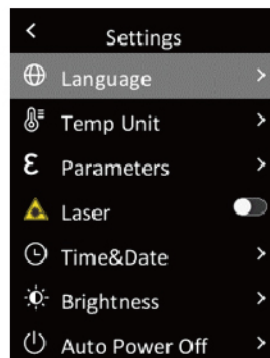 Settings
Language
Temp Unit
ε Parameters
Laser
Time&Date
Brightness
Auto Power Off